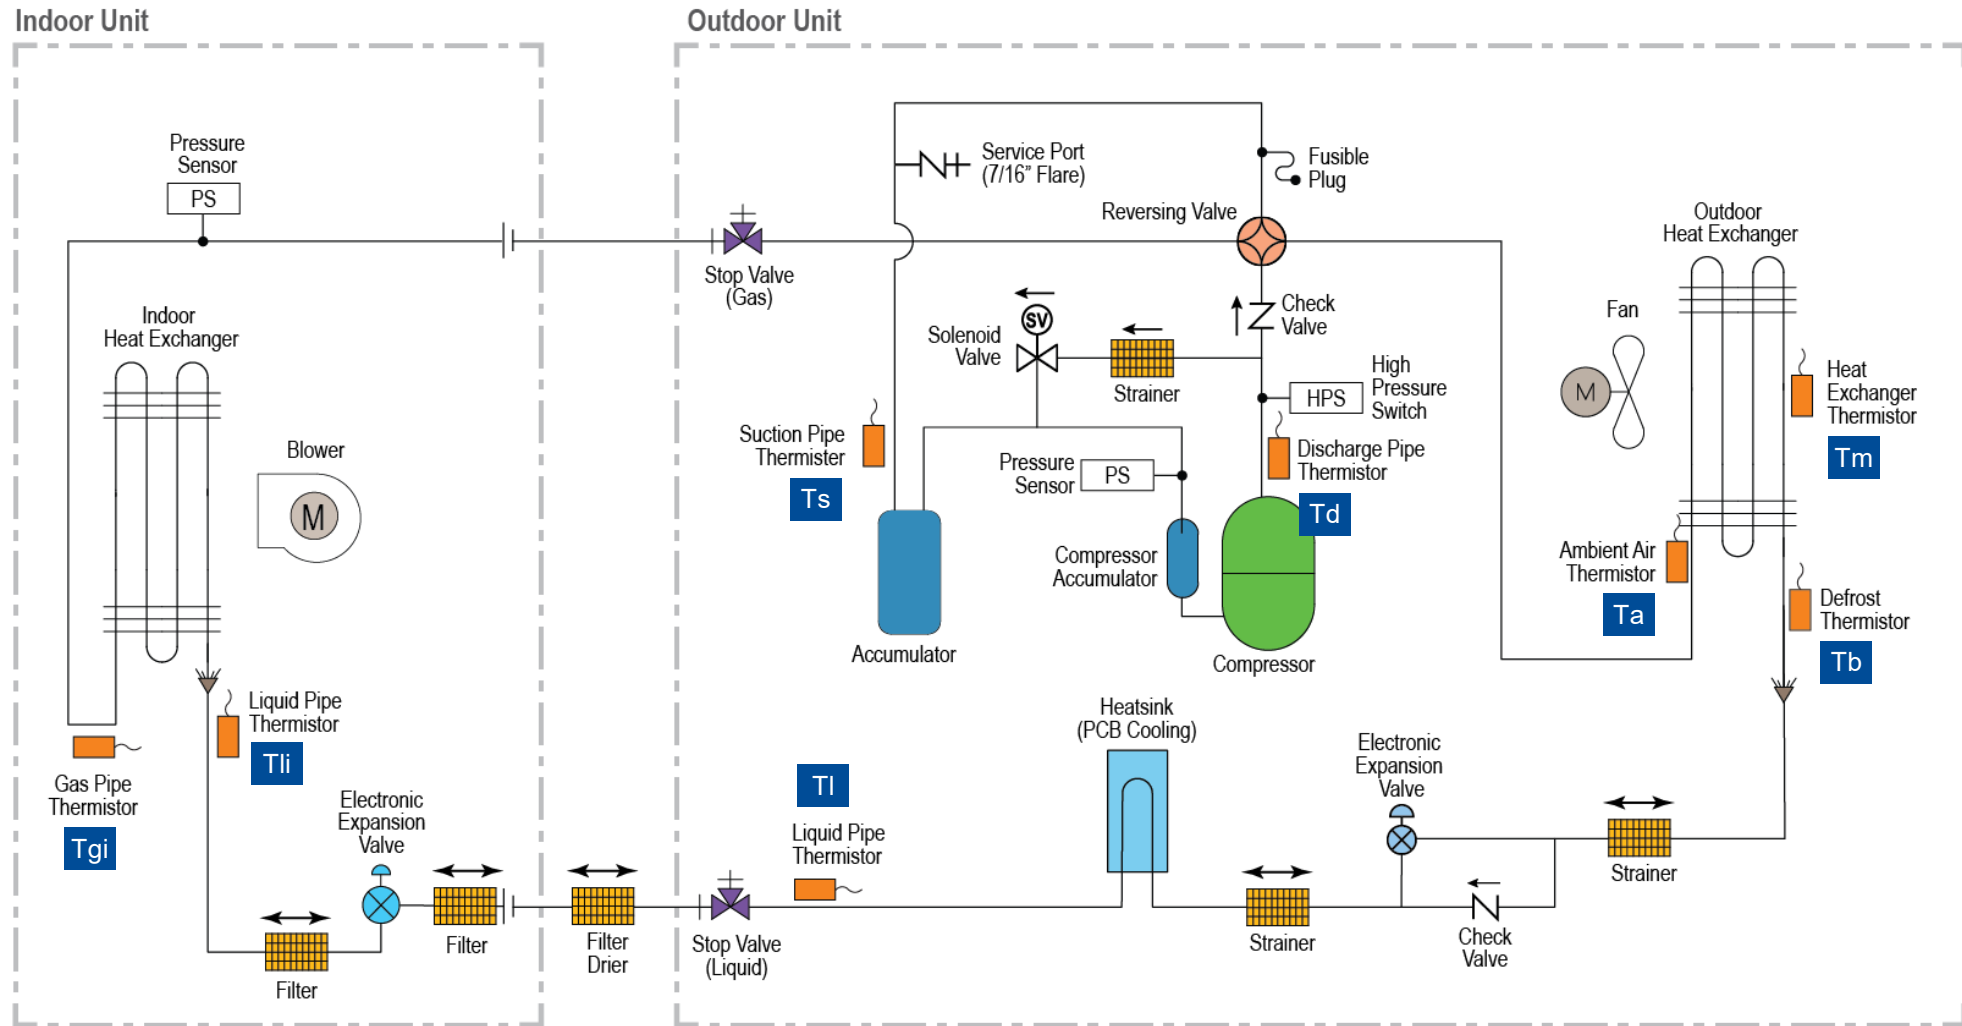 Indoor Unit
Outdoor Unit
Pressure
Sensor
PS
Service Port
(7/16” Flare)
Fusible
Plug
Reversing Valve
Outdoor
Heat Exchanger
Stop Valve
(Gas)
Indoor
Heat Exchanger
Solenoid
Valve
SV
Check
Valve
Strainer
High
Pressure
Switch
HPS
Fan
M
Heat
Exchanger
Thermistor
Tm
Blower
M
Suction Pipe
Thermister
Ts
Pressure
Sensor
PS
Discharge Pipe
Thermistor
Td
Compressor
Accumulator
Ambient Air
Thermistor
Ta
Defrost
Thermistor
Tb
Accumulator
Compressor
Liquid Pipe
Thermistor
Tli
Heatsink
(PCB Cooling)
Electronic
Expansion
Valve
Gas Pipe
Thermistor
Tgi
Electronic
Expansion
Valve
Tl
Liquid Pipe
Thermistor
Strainer
Filter
Filter
Filter
Drier
Stop Valve
(Liquid)
Strainer
Check
Valve